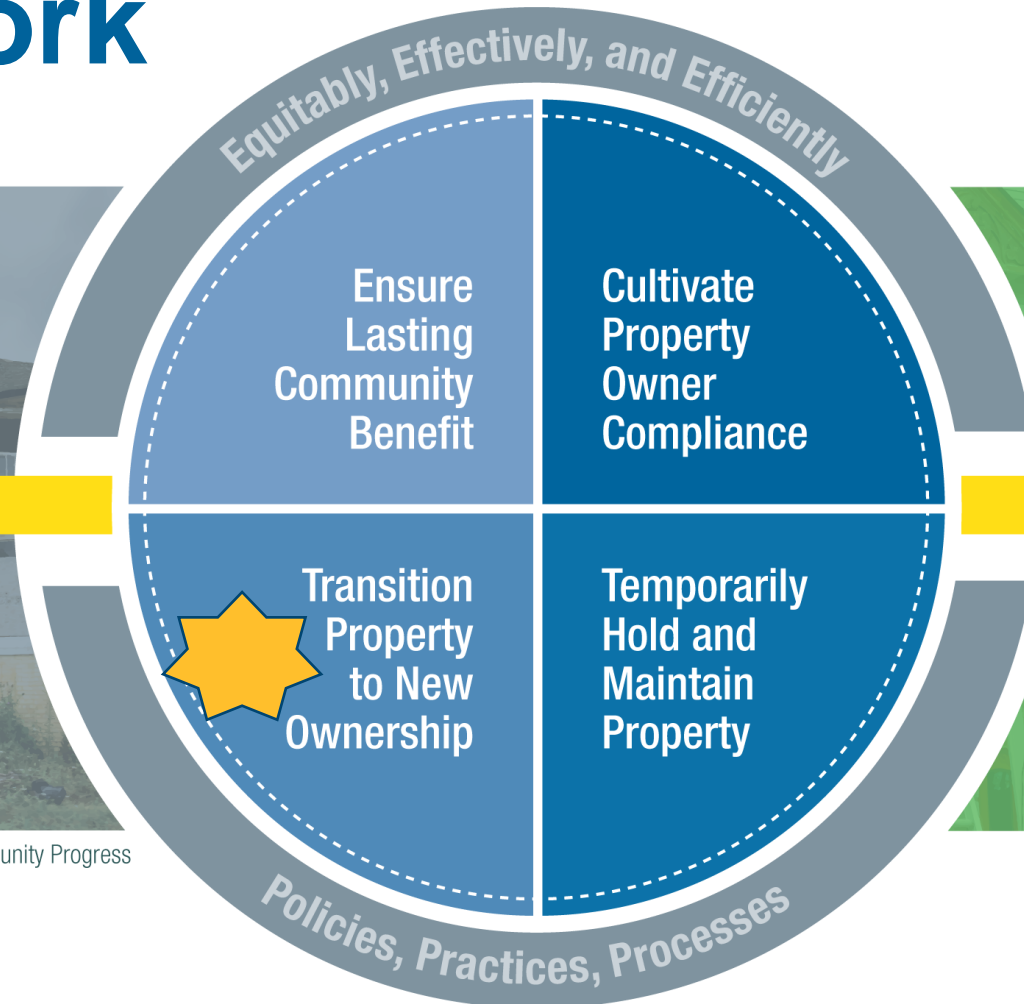 ork
Equitably, Effectively, and Efficiently
Ensure
Lasting
Community
Benefit
Cultivate
Property
Owner
Compliance
Transition
Property
to New
Ownership
Temporarily
Hold and
Maintain
Property
unity Progress
Policies, Practices, Processes